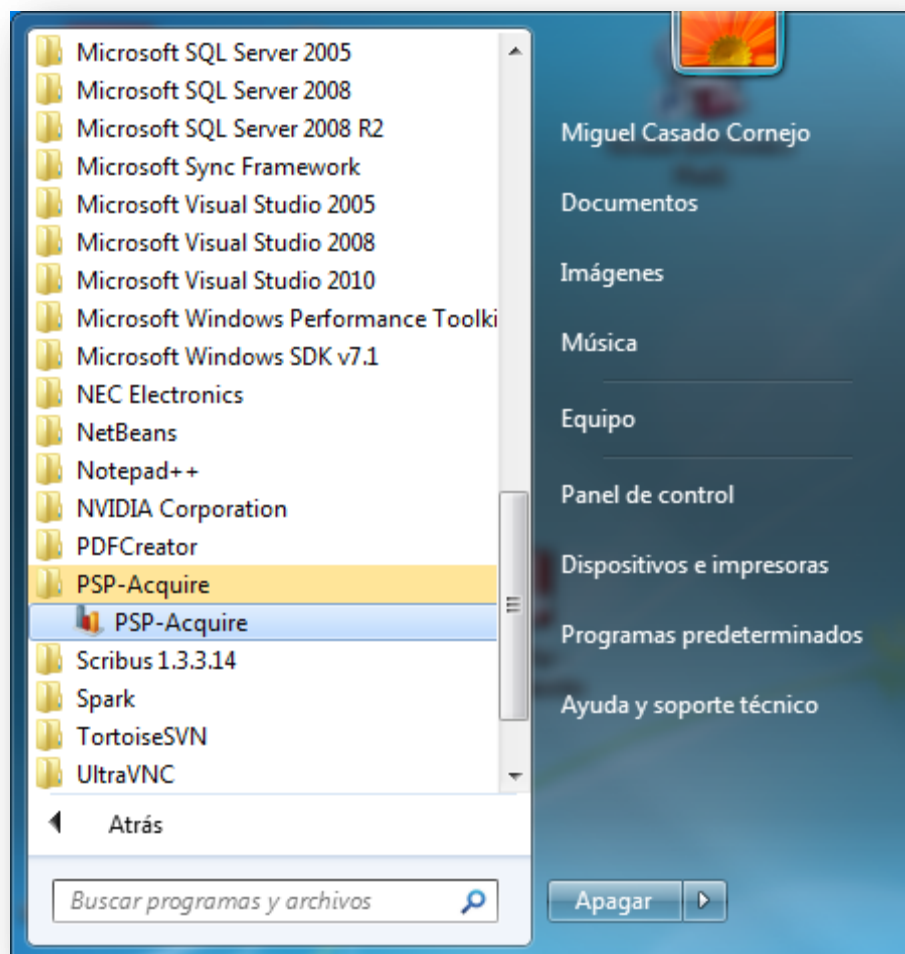 Microsoft SQL Server 2005
Microsoft SQL Server 2008
Microsoft SQL Server 2008 R2
Microsoft Sync Framework
Microsoft Visual Studio 2005
Microsoft Visual Studio 2008
Microsoft Visual Studio 2010
Microsoft Windows Performance Toolki
Microsoft Windows SDK v7.1
NEC Electronics
NetBeans
Notepad++
NVIDIA Corporation
PDFCreator
PSP-Acquire
PSP-Acquire
Scribus 1.3.3.14
Spark
TortoiseSVN
UltraVNC
Atrás
Buscar programas y archivos
Miguel Casado Cornejo
Documentos
Imágenes
Música
Equipo
Panel de control
Dispositivos e impresoras
Programas predeterminados
Ayuda y soporte técnico
Apagar